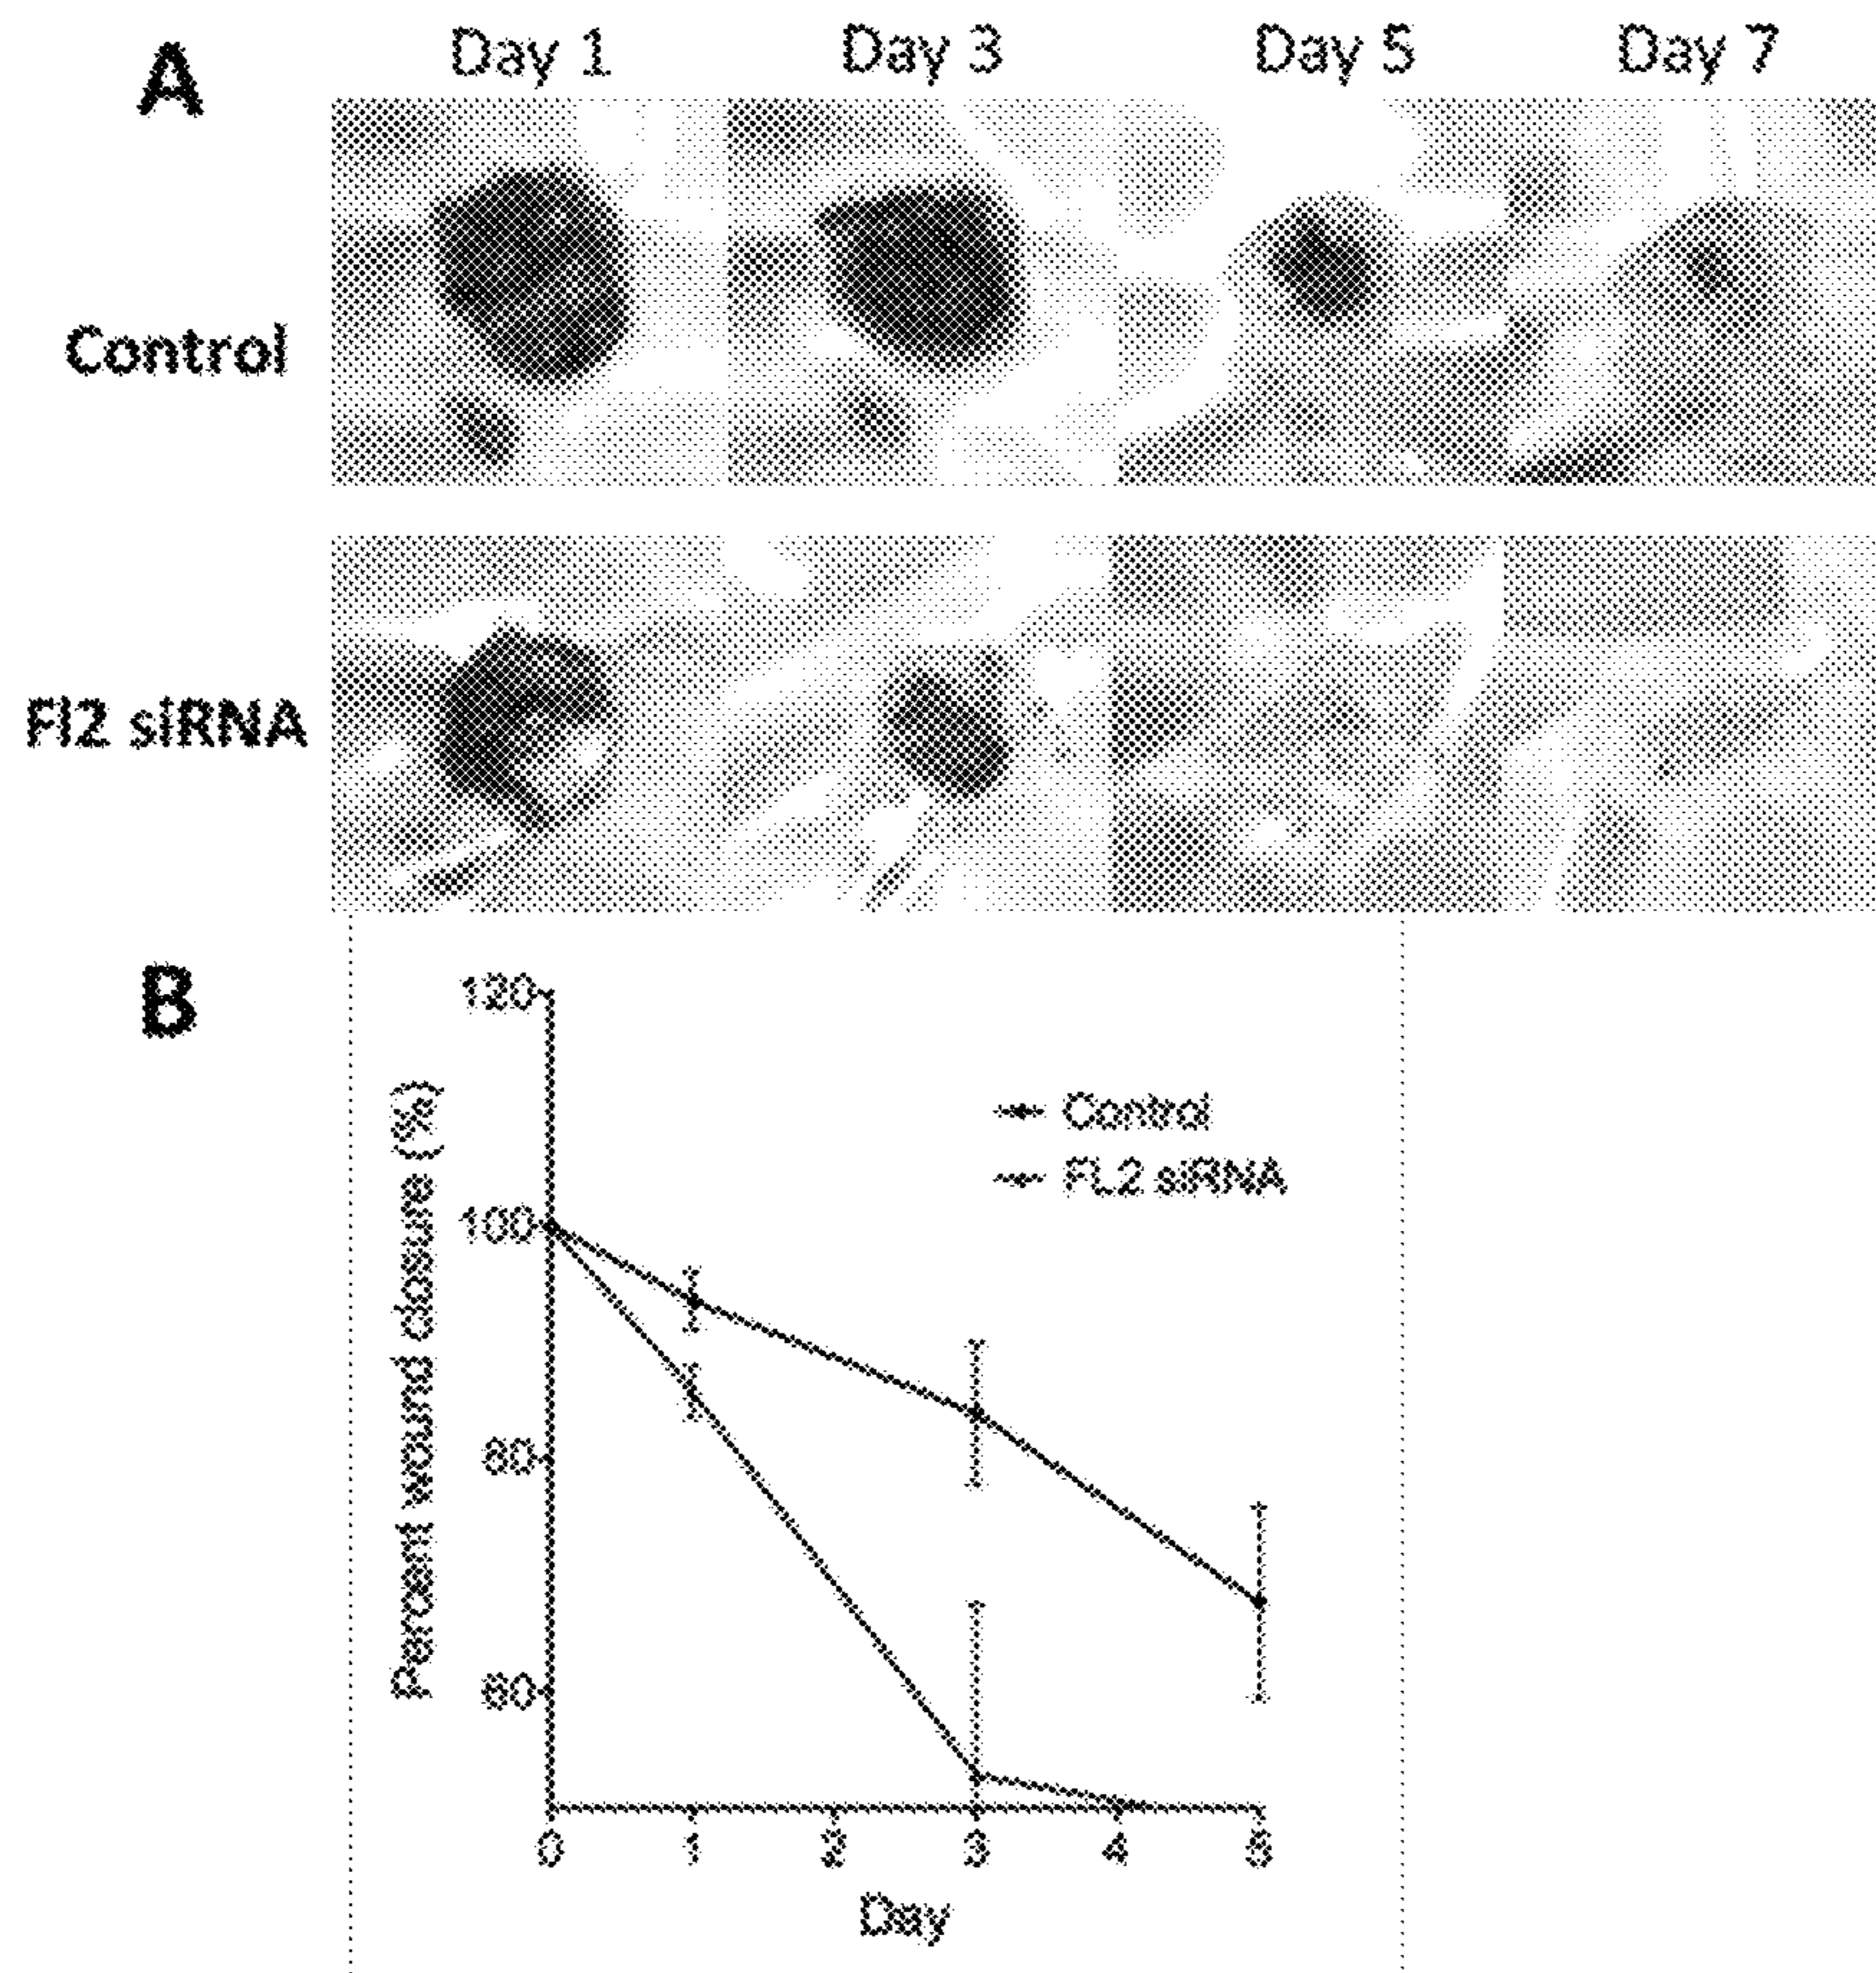 A
Day 1 Day 3 Day 5 Day 7
Control
Fl2 siRNA
B
Percent wound closure (%)
120
100
80
60
Control
FL2 siRNA
0 1 2 3 4 5
Day